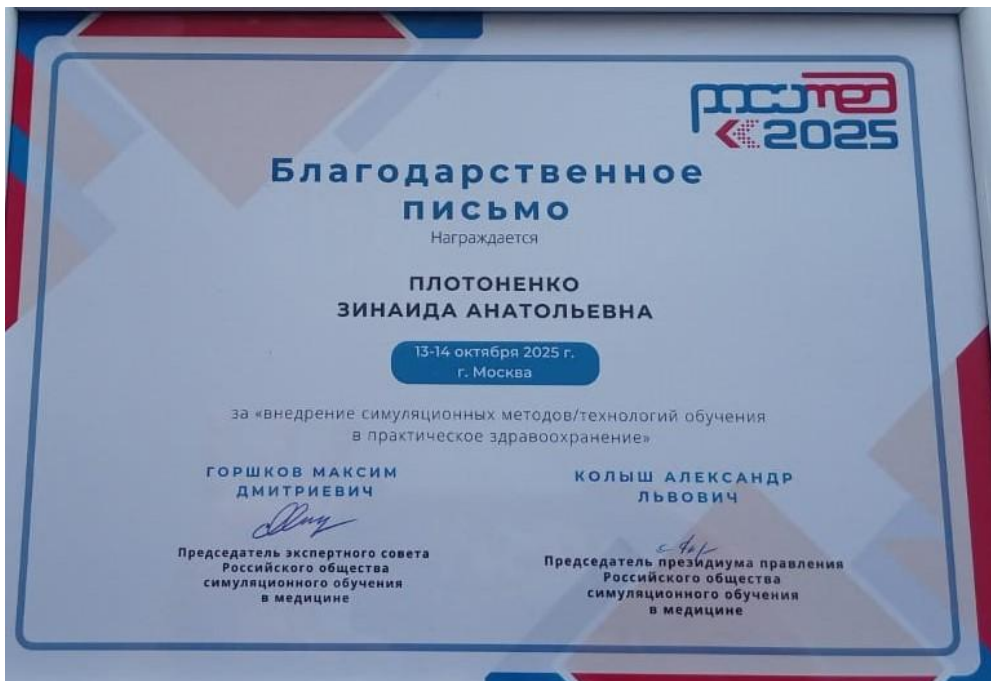 росомед
2025
Благодарственное
письмо
Награждается
ПЛОТОНЕНКО
ЗИНАИДА АНАТОЛЬЕВНА
13-14 октября 2025 г.
г. Москва
за «внедрение симуляционных методов/технологий обучения
в практическое здравоохранение»
ГОРШКОВ МАКСИМ
ДМИТРИЕВИЧ
Председатель экспертного совета
Российского общества
симуляционного обучения
в медицине
КОЛЫШ АЛЕКСАНДР
ЛЬВОВИЧ
Председатель президиума правления
Российского общества
симуляционного обучения
в медицине